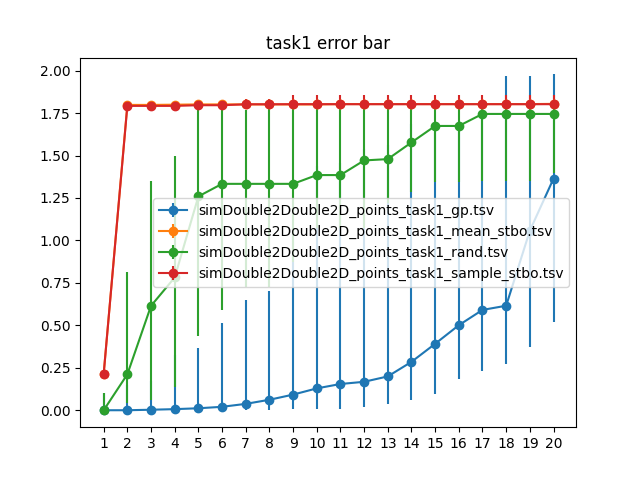 task1 error bar
2.00
1.75
1.50
1.25
1.00
0.75
0.50
0.25
0.00
simDouble2Double2D_points_task1_gp.tsv
simDouble2Double2D_points_task1_mean_stbo.tsv
simDouble2Double2D_points_task1_rand.tsv
simDouble2Double2D_points_task1_sample_stbo.tsv
1 2 3 4 5 6 7 8 9 10 11 12 13 14 15 16 17 18 19 20